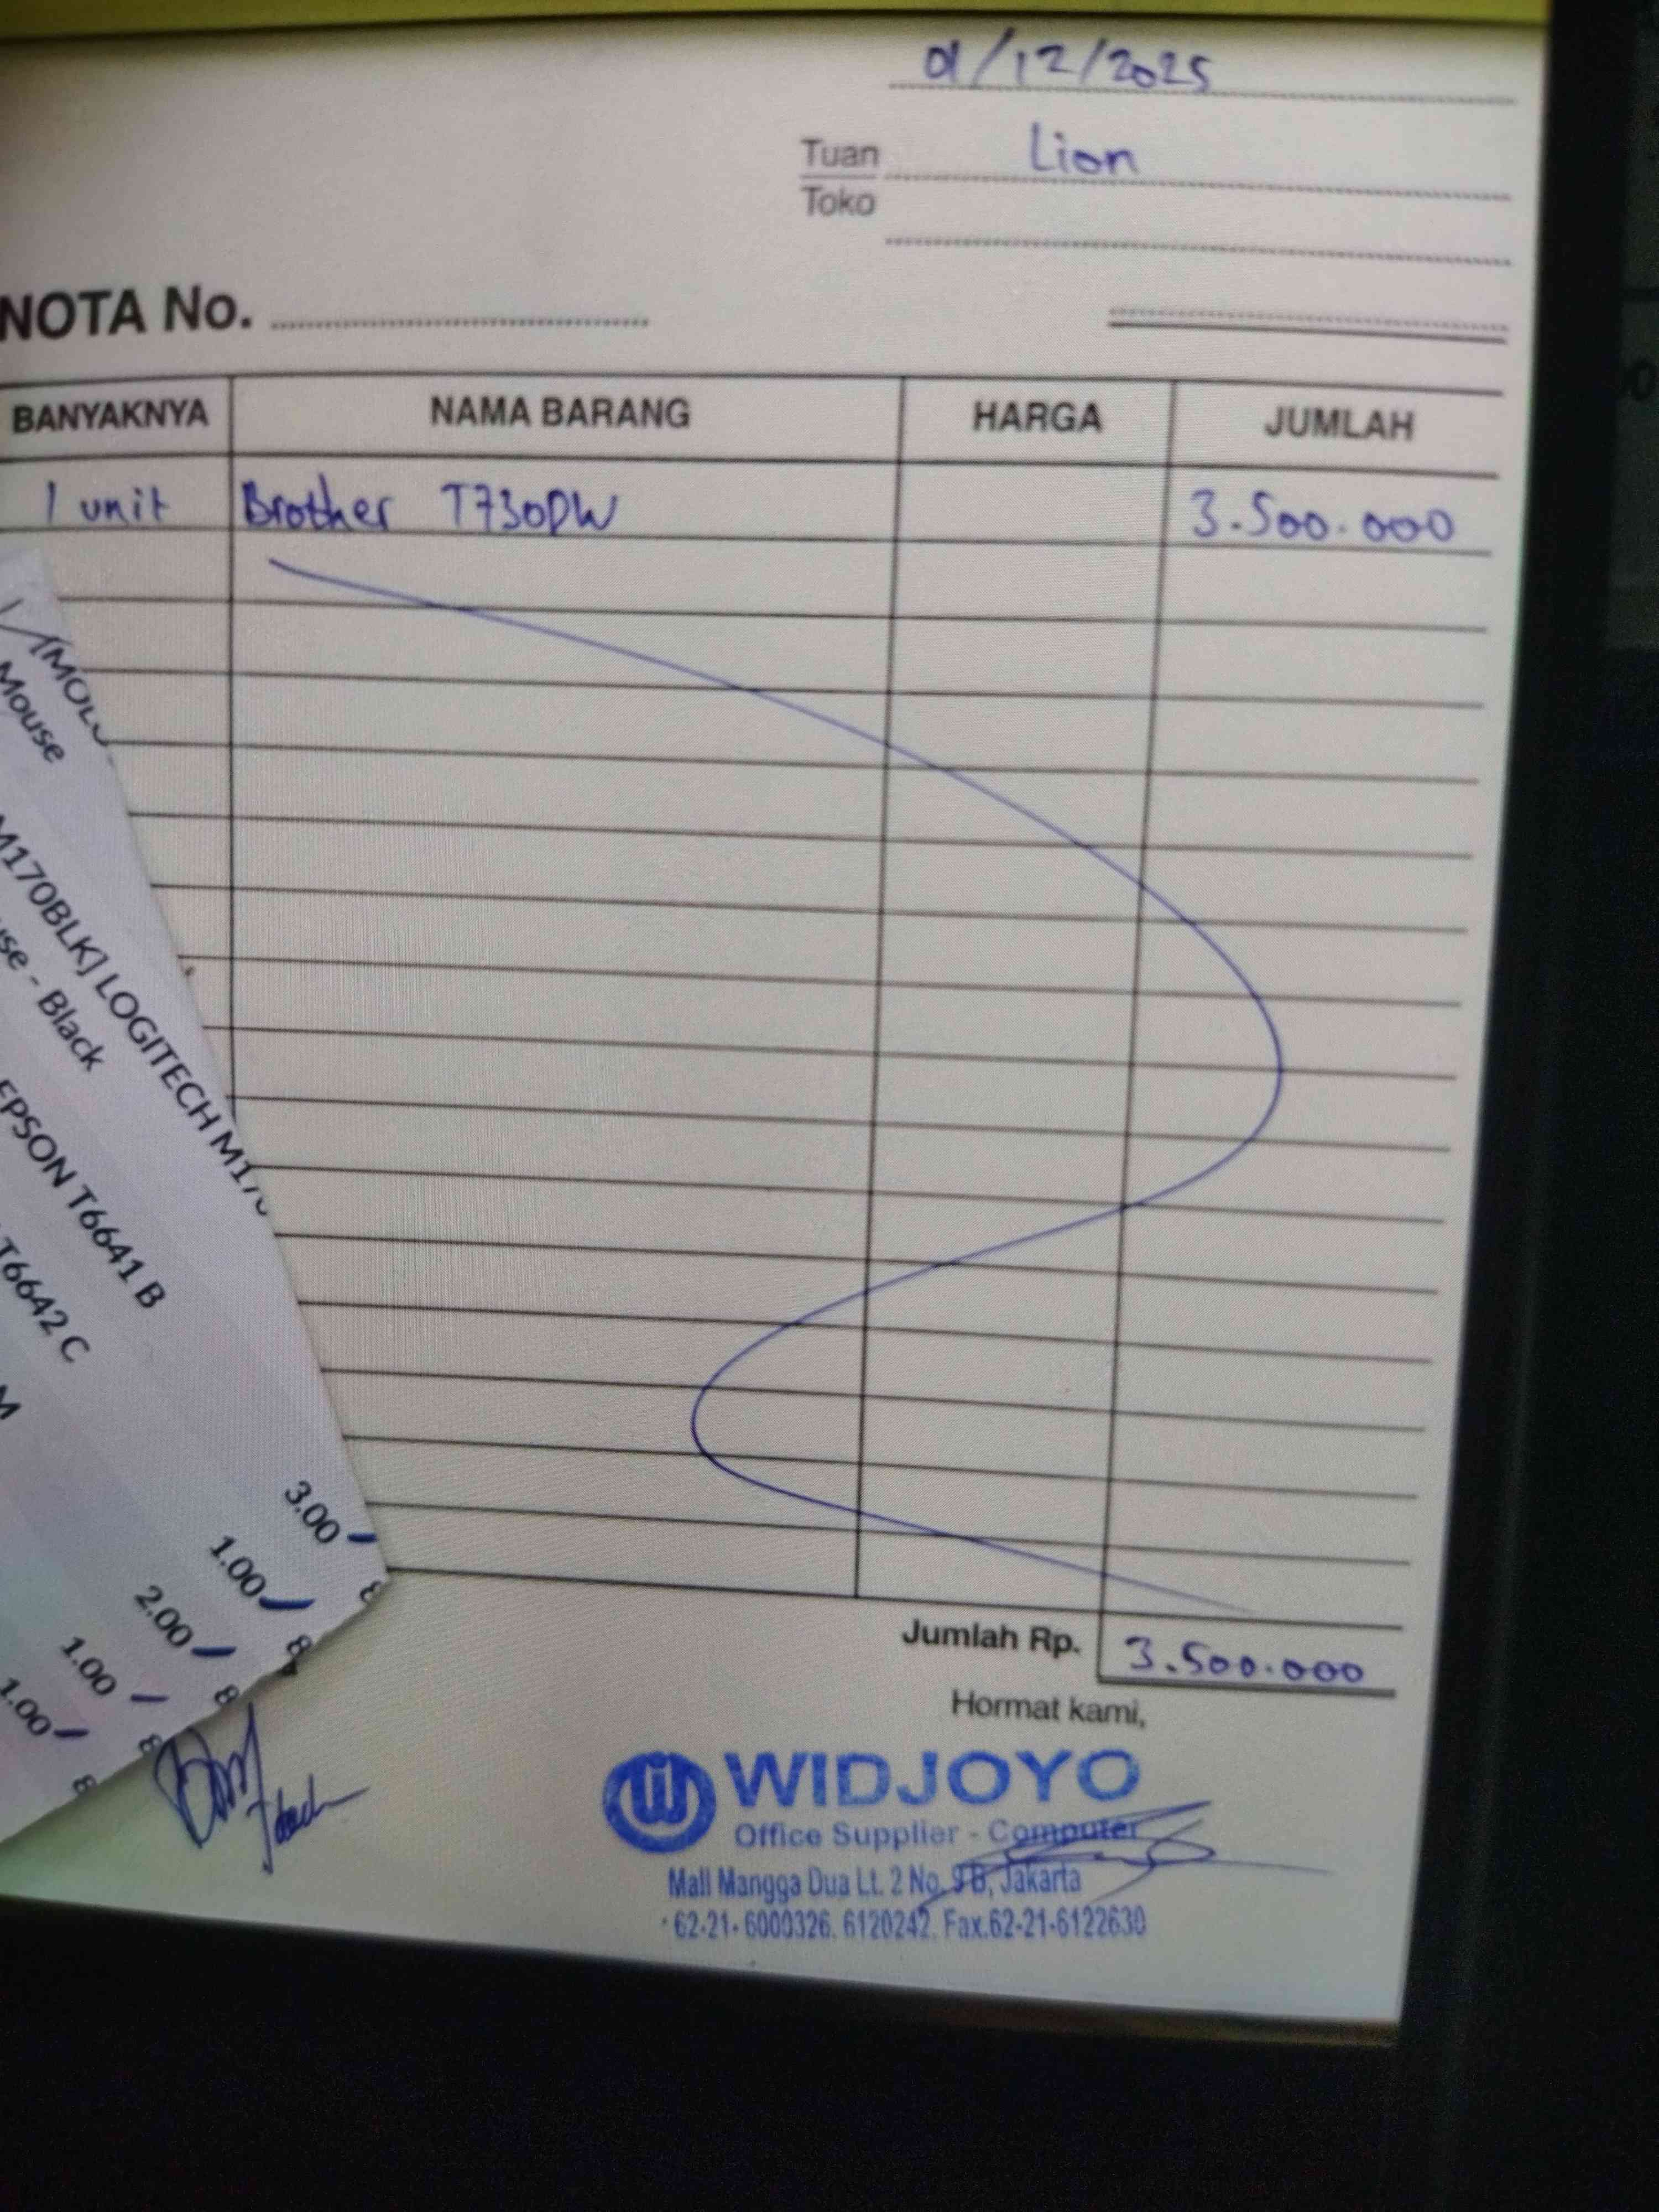 01/12/2025
Tuan Lion
Toko
NOTA No.
BANYAKNYA NAMA BARANG HARGA JUMLAH
1 unit Brother T730DW 3.500.000
Jumlah Rp. 3.500.000
Hormat kami,
WIDJOYO
Office Supplier - Computer
Mall Mangga Dua Lt. 2 No. 9B, Jakarta
62-21-6000326, 6120242, Fax.62-21-6122630
Mouse
M170BLK] LOGITECH
- Black
EPSON T6641 B
T6642 C
M
3.00
1.00
2.00
1.00
1.00